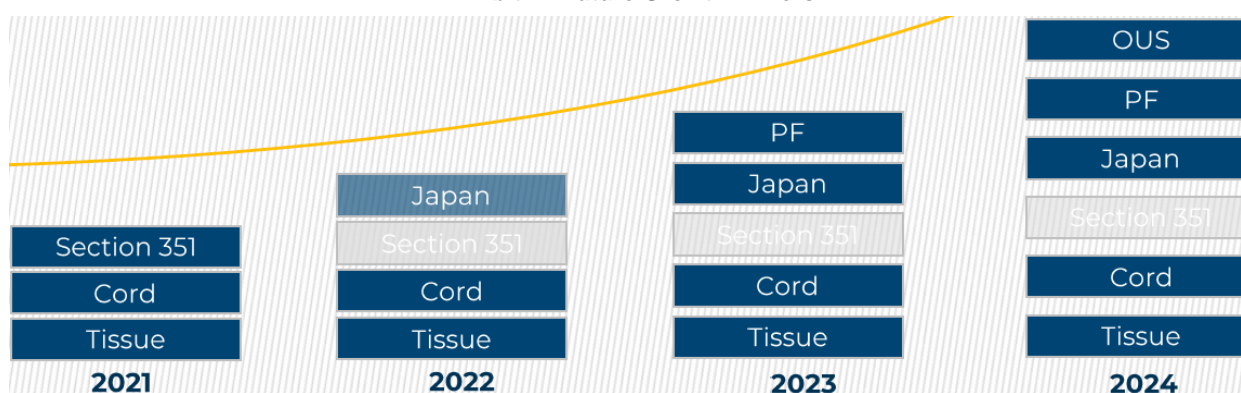 OUS
PF
PF
Japan
Japan
Japan
Section 351
Section 351
Section 351
Section 351
Cord
Cord
Cord
Cord
Tissue
Tissue
Tissue
Tissue
2021
2022
2023
2024